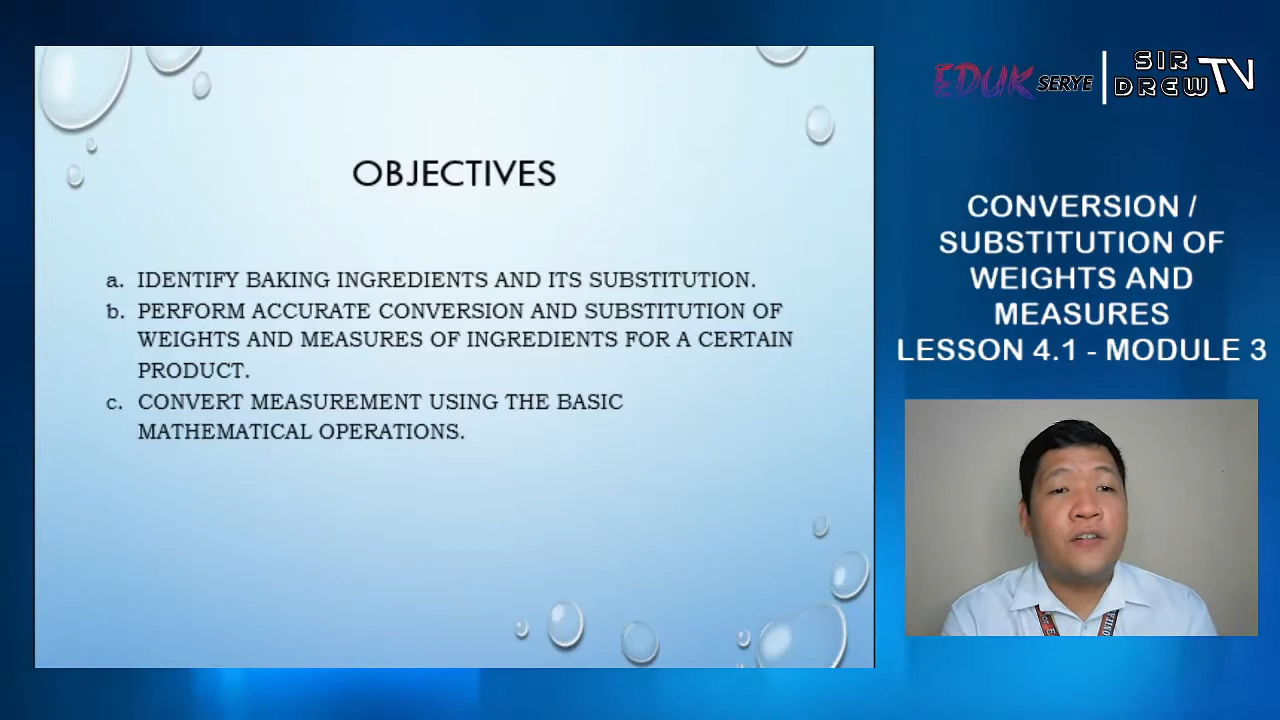 EDUK SERYE
SIR
DREW TV
OBJECTIVES
a. IDENTIFY BAKING INGREDIENTS AND ITS SUBSTITUTION.
b. PERFORM ACCURATE CONVERSION AND SUBSTITUTION OF
WEIGHTS AND MEASURES OF INGREDIENTS FOR A CERTAIN
PRODUCT.
c. CONVERT MEASUREMENT USING THE BASIC
MATHEMATICAL OPERATIONS.
CONVERSION /
SUBSTITUTION OF
WEIGHTS AND
MEASURES
LESSON 4.1 - MODULE 3